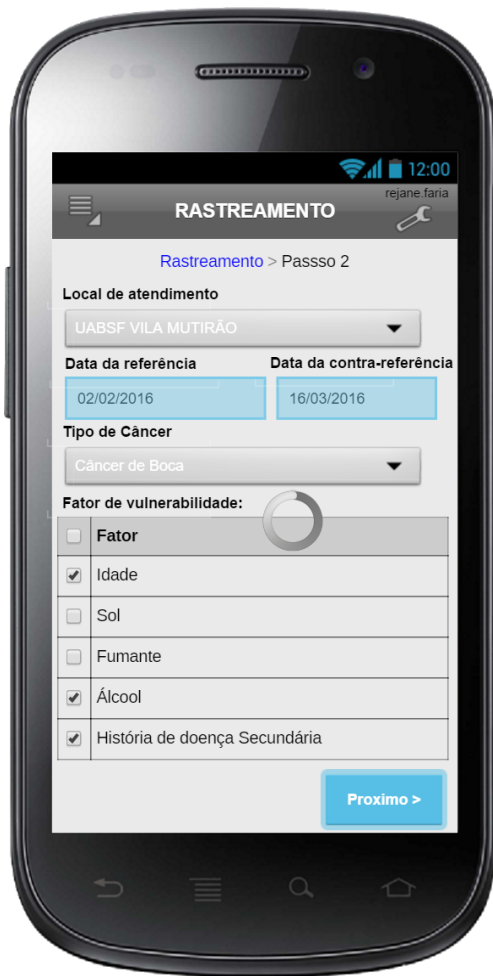 12:00
rejane.faria
RASTREAMENTO
Rastreamento > Passso 2
Local de atendimento
UABSF VILA MUTIRÃO
Data da referência Data da contra-referência
02/02/2016 16/03/2016
Tipo de Câncer
Câncer de Boca
Fator de vulnerabilidade:
Fator
Idade
Sol
Fumante
Álcool
História de doença Secundária
Proximo >